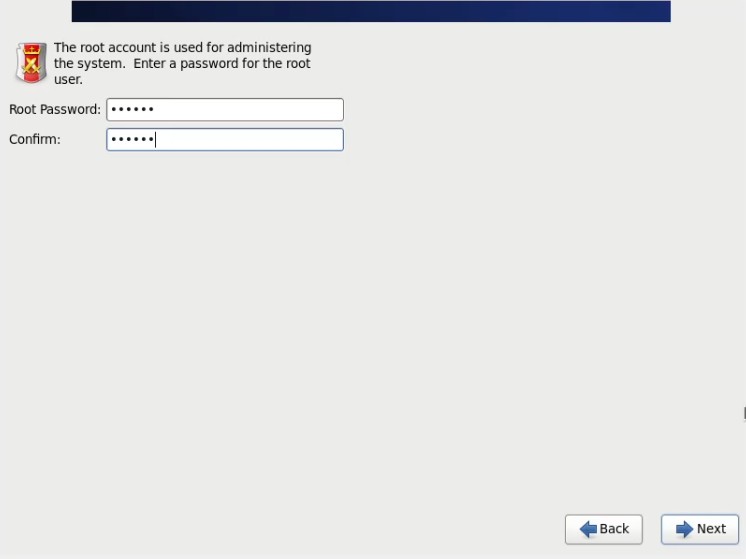 The root account is used for administering
the system.  Enter a password for the root
user.
Root Password: ••••••
Confirm: ••••••
Back Next